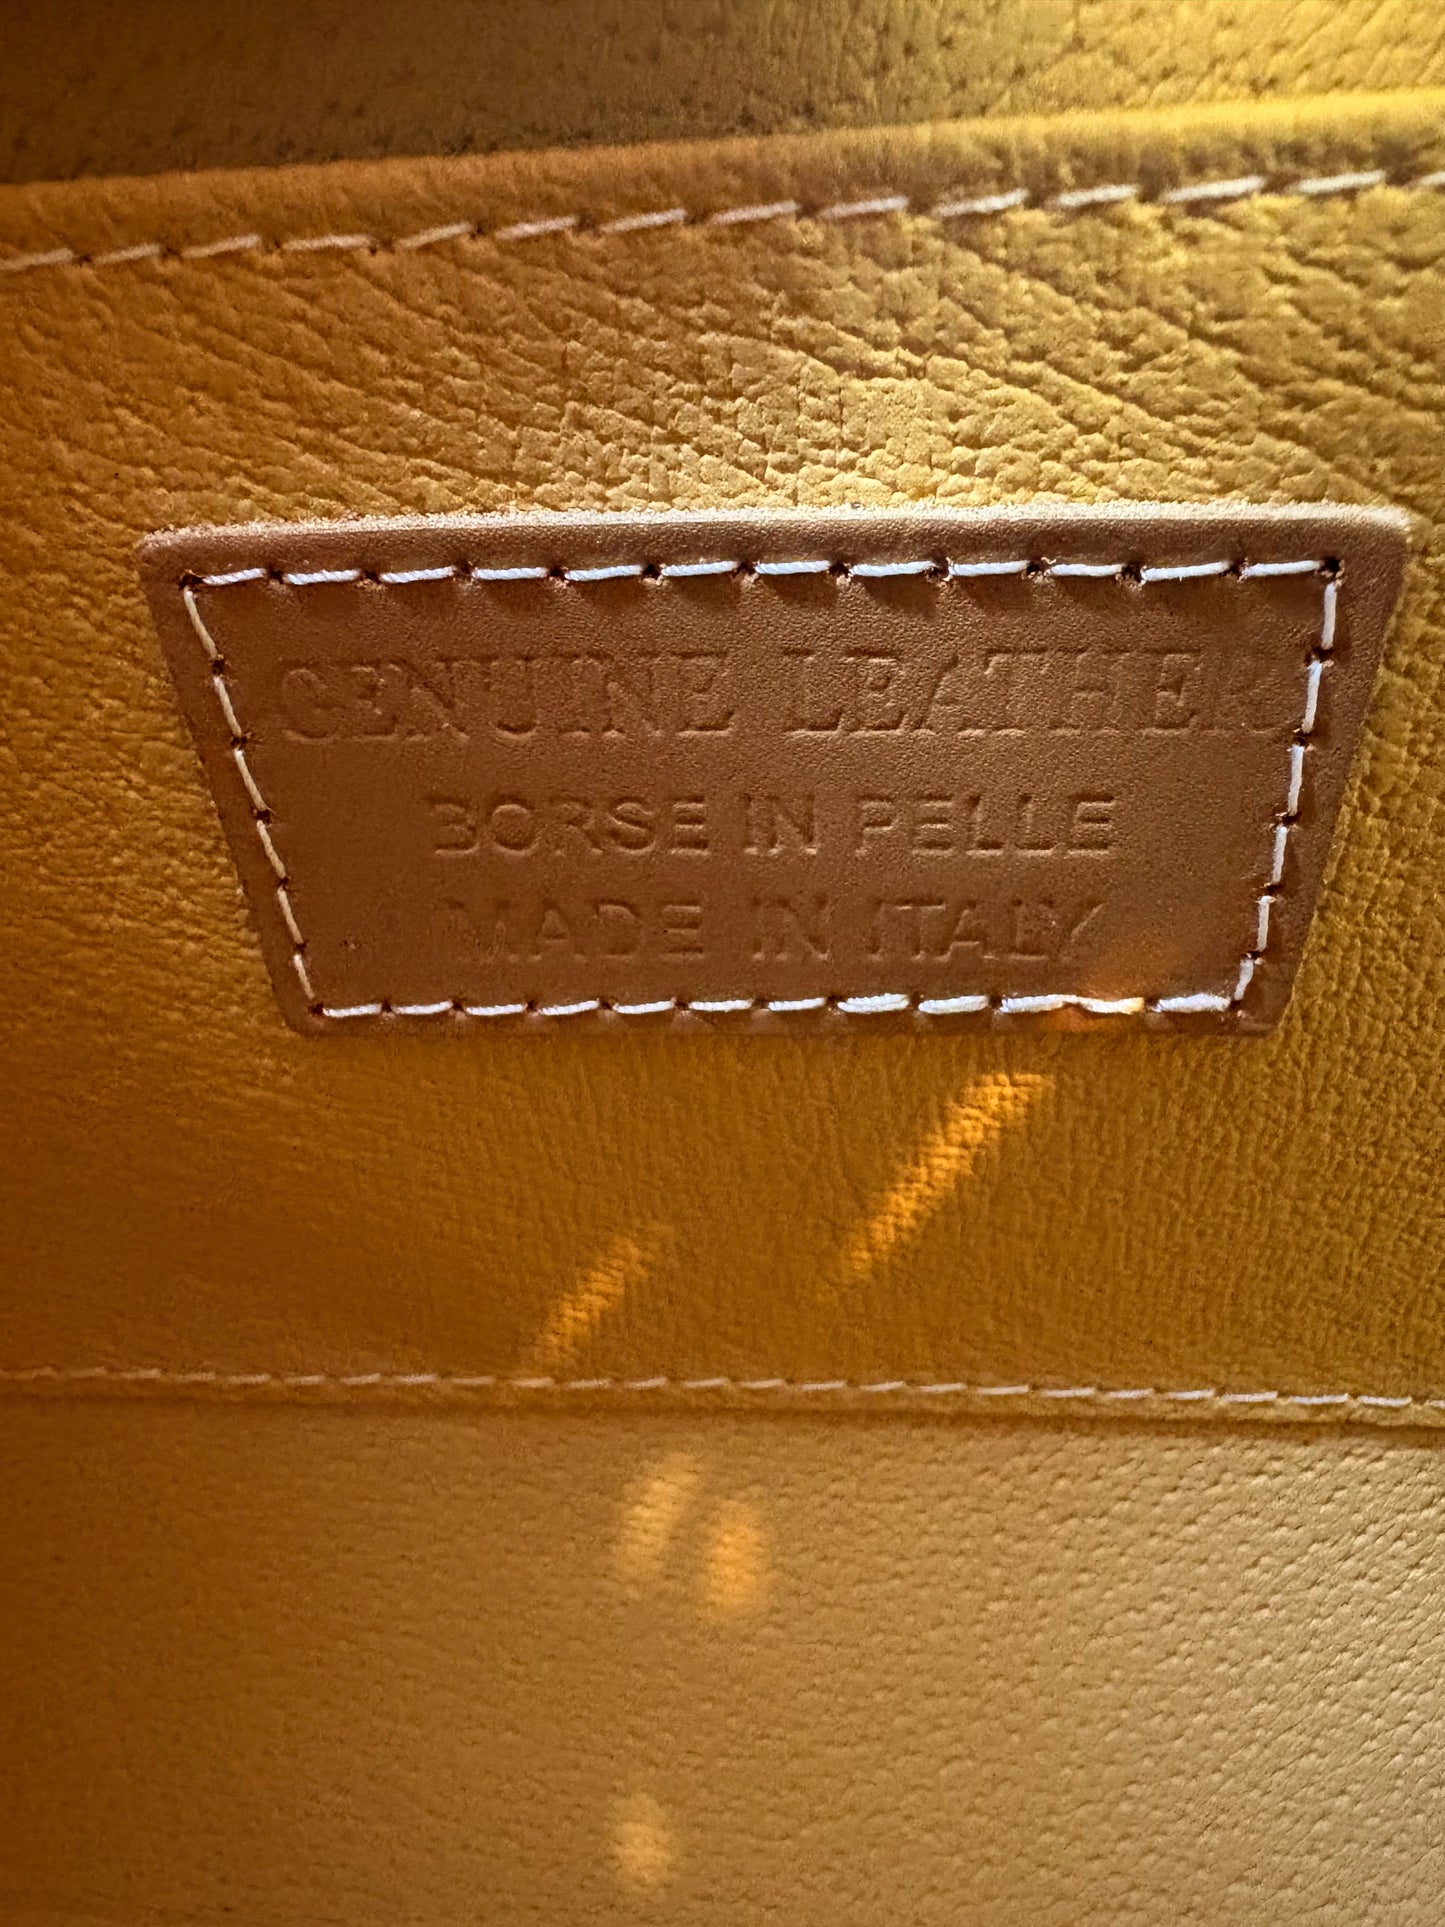 GENUINE LEATHER
BORSE IN PELLE
MADE IN ITALY